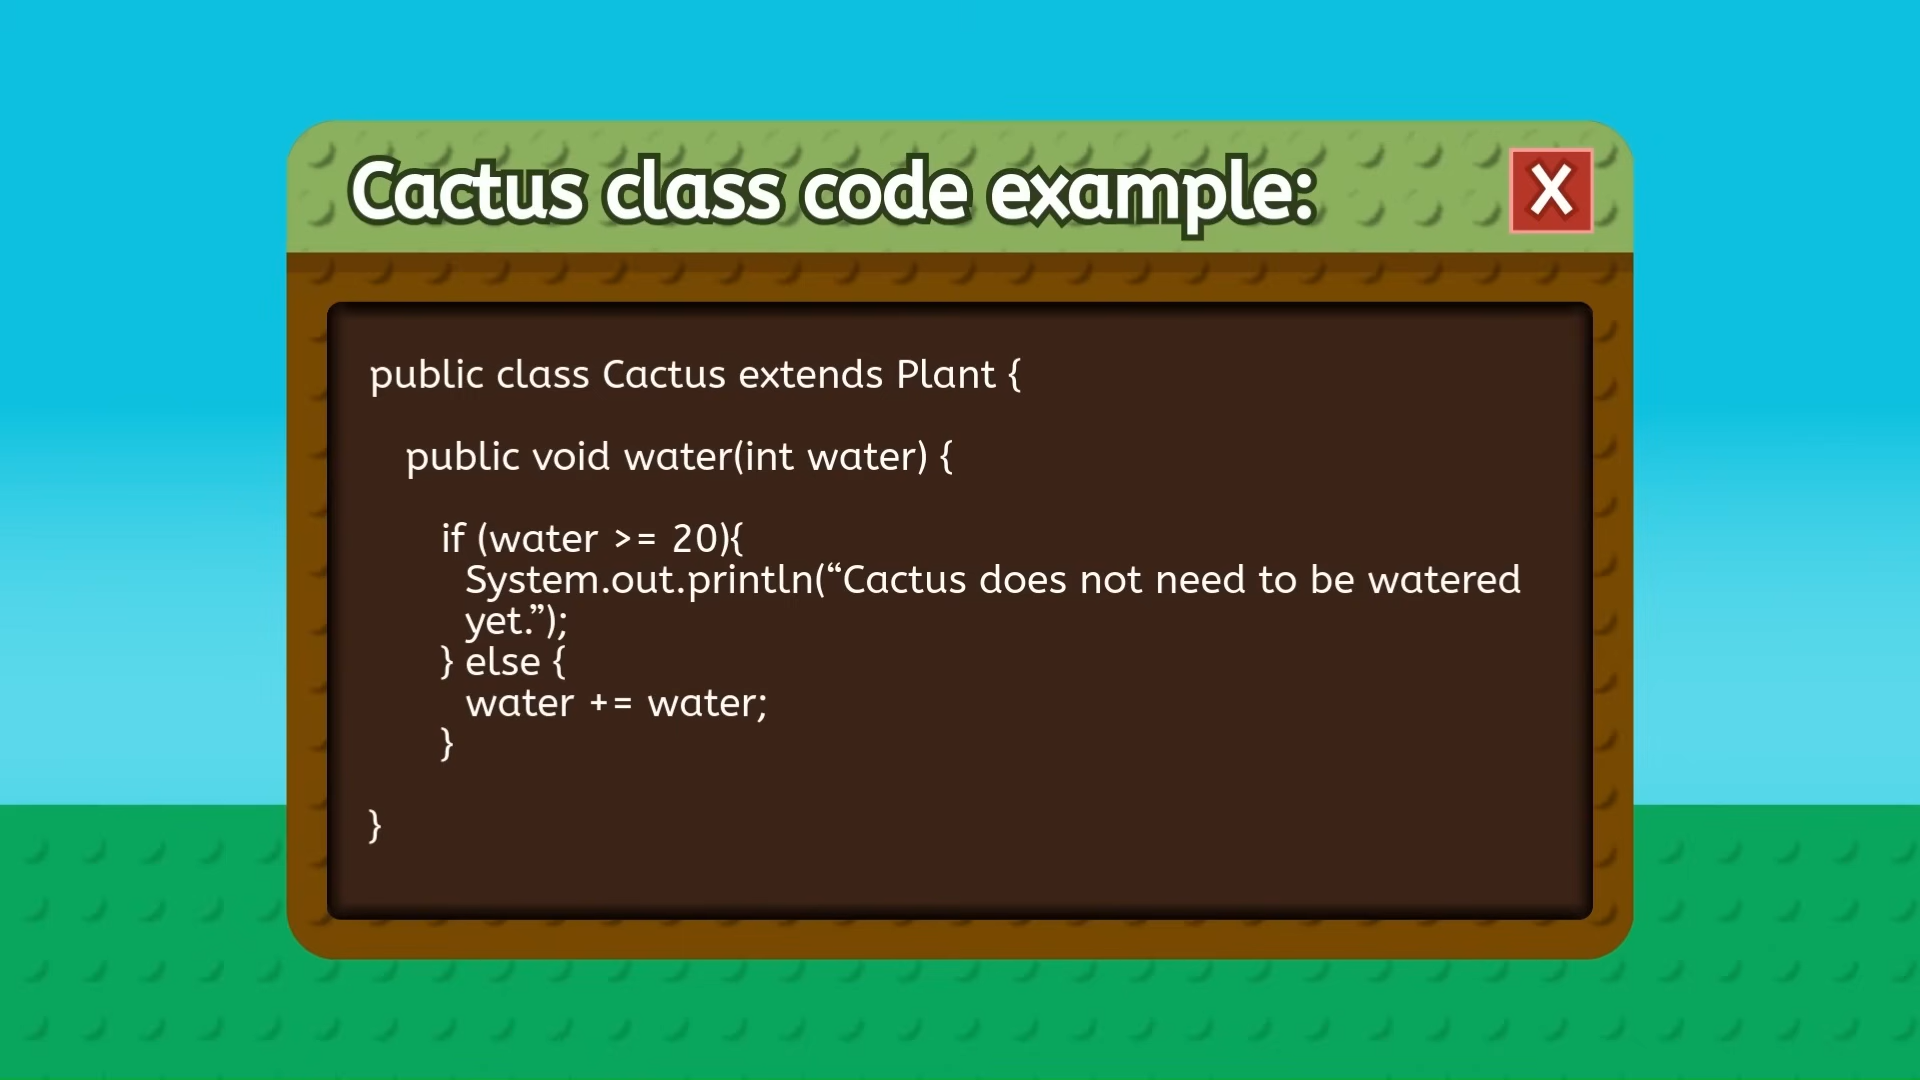 Cactus class code example:
X
public class Cactus extends Plant {
public void water(int water) {
if (water >= 20){
System.out.println(“Cactus does not need to be watered
yet.”);
} else {
water += water;
}
}